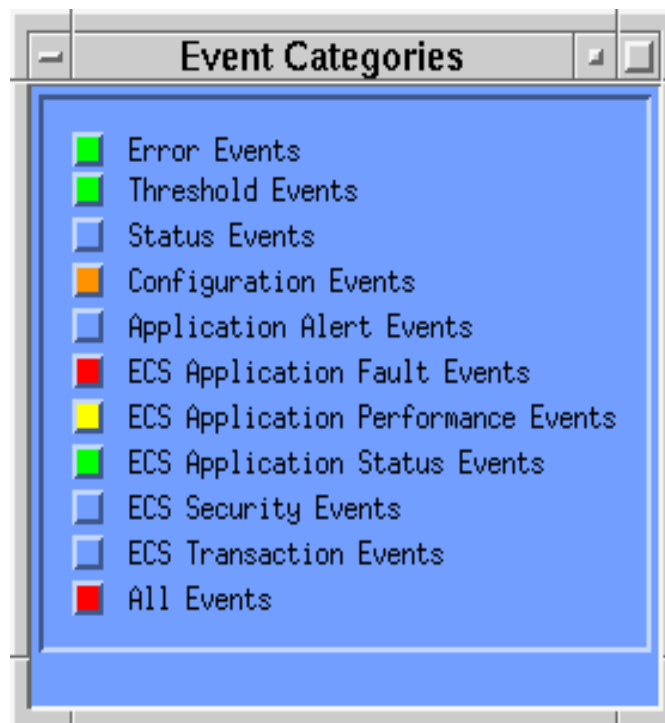 Event Categories
Error Events
Threshold Events
Status Events
Configuration Events
Application Alert Events
ECS Application Fault Events
ECS Application Performance Events
ECS Application Status Events
ECS Security Events
ECS Transaction Events
All Events